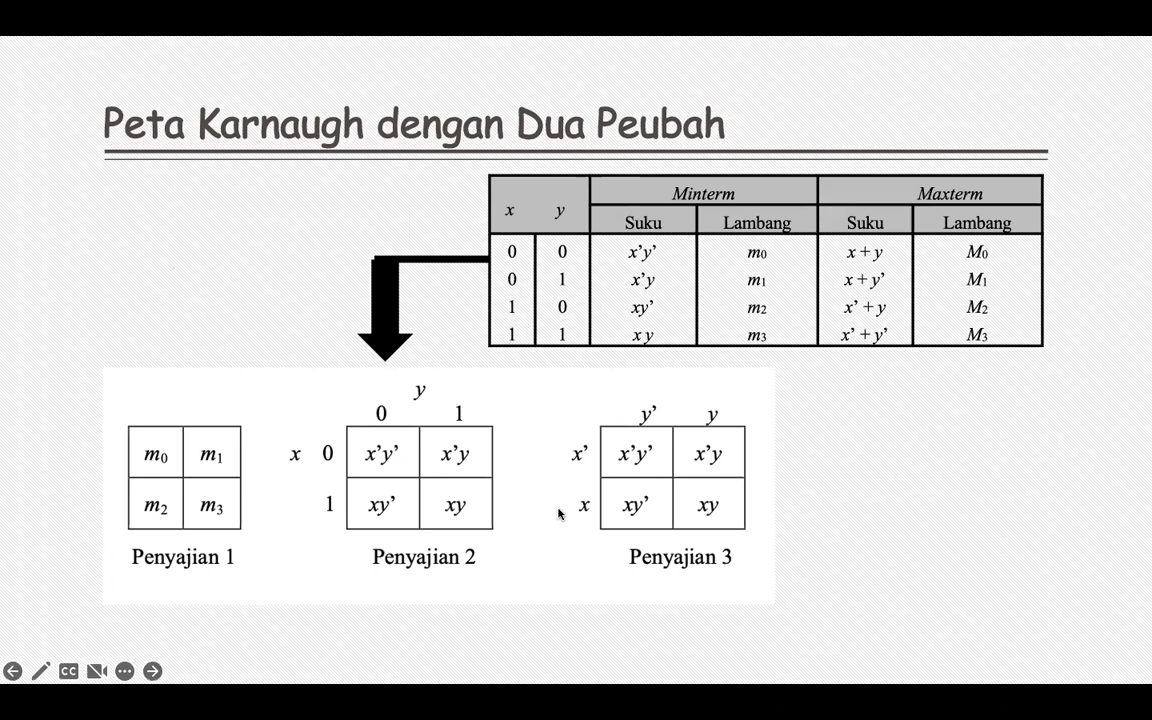 Peta Karnaugh dengan Dua Peubah
x y Minterm Maxterm
Suku Lambang Suku Lambang
0 0 x’y’ m0 x + y M0
0 1 x’y m1 x + y’ M1
1 0 xy’ m2 x’ + y M2
1 1 x y m3 x’ + y’ M3
y
0 1
y’ y
m0 m1
x 0 x’y’ x’y
x’ x’y’ x’y
m2 m3
1 xy’ xy
x xy’ xy
Penyajian 1
Penyajian 2
Penyajian 3
CC